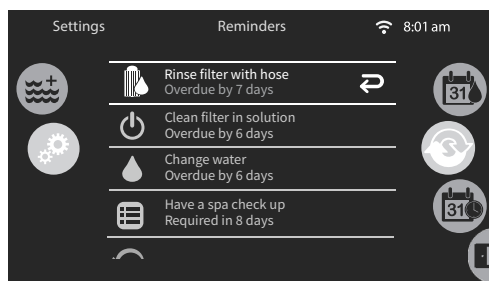 Settings
Reminders
8:01 am
Rinse filter with hose
Overdue by 7 days
31
Clean filter in solution
Overdue by 6 days
Change water
Overdue by 6 days
Have a spa check up
Required in 8 days
31